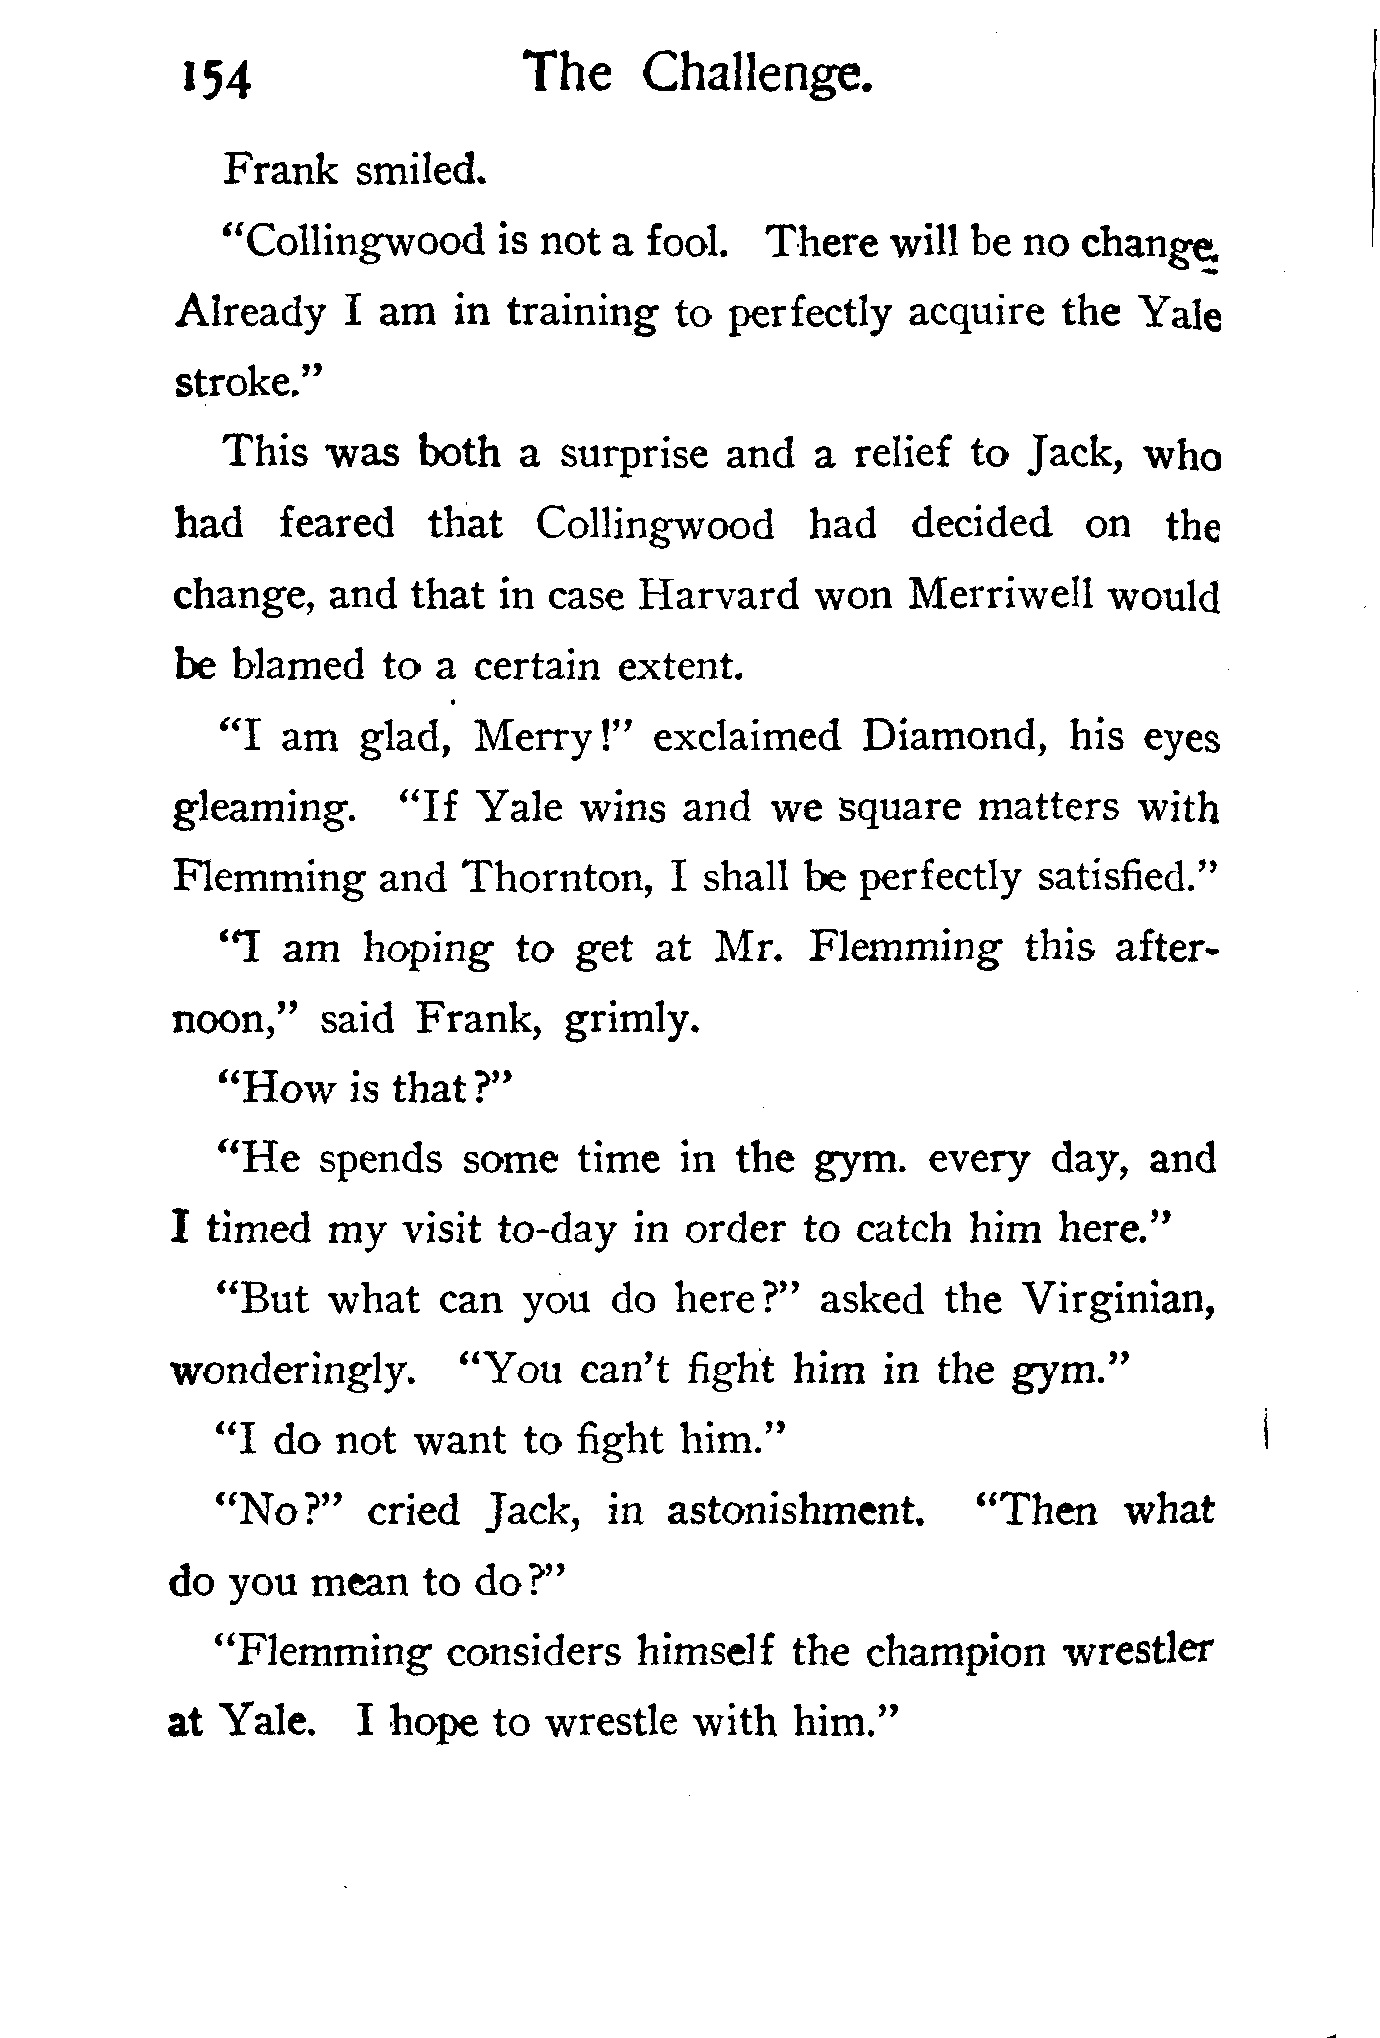 154 The Challenge.
Frank smiled.
“Collingwood is not a fool. There will be no change.
Already I am in training to perfectly acquire the Yale
stroke.”
This was both a surprise and a relief to Jack, who
had feared that Collingwood had decided on the
change, and that in case Harvard won Merriwell would
be blamed to a certain extent.
“I am glad, Merry!” exclaimed Diamond, his eyes
gleaming. “If Yale wins and we square matters with
Flemming and Thornton, I shall be perfectly satisfied.”
“I am hoping to get at Mr. Flemming this after-
noon,” said Frank, grimly.
“How is that?”
“He spends some time in the gym. every day, and
I timed my visit to-day in order to catch him here.”
“But what can you do here?” asked the Virginian,
wonderingly. “You can’t fight him in the gym.”
“I do not want to fight him.”
“No?” cried Jack, in astonishment. “Then what
do you mean to do?”
“Flemming considers himself the champion wrestler
at Yale. I hope to wrestle with him.”